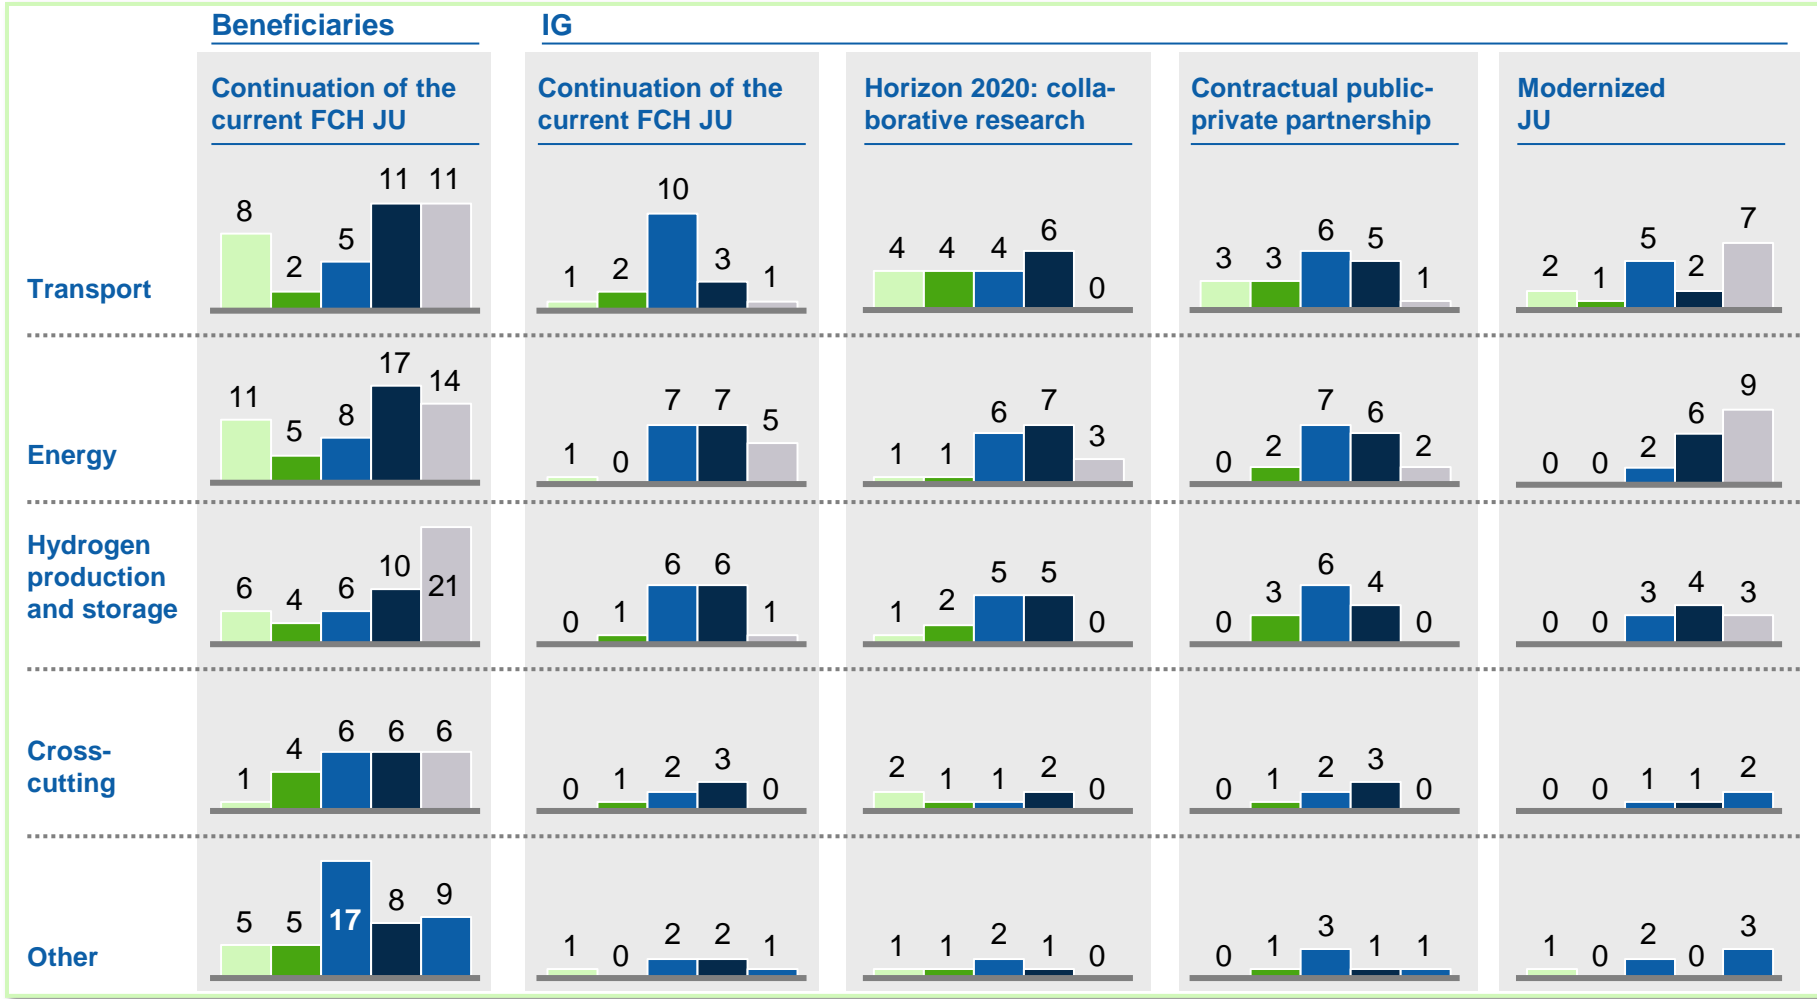 Beneficiaries
IG
Continuation of the
current FCH JU
Continuation of the
current FCH JU
Horizon 2020: colla-
borative research
Contractual public-
private partnership
Modernized
JU
Transport
8 2 5 11 11
1 2 10 3 1
4 4 4 6 0
3 3 6 5 1
2 1 5 2 7
Energy
11 5 8 17 14
1 0 7 7 5
1 1 6 7 3
0 2 7 6 2
0 0 2 6 9
Hydrogen
production
and storage
6 4 6 10 21
0 1 6 6 1
1 2 5 5 0
0 3 6 4 0
0 0 3 4 3
Cross-
cutting
1 4 6 6 6
0 1 2 3 0
2 1 1 2 0
0 1 2 3 0
0 0 1 1 2
Other
5 5 17 8 9
1 0 2 2 1
1 1 2 1 0
0 1 3 1 1
1 0 2 0 3